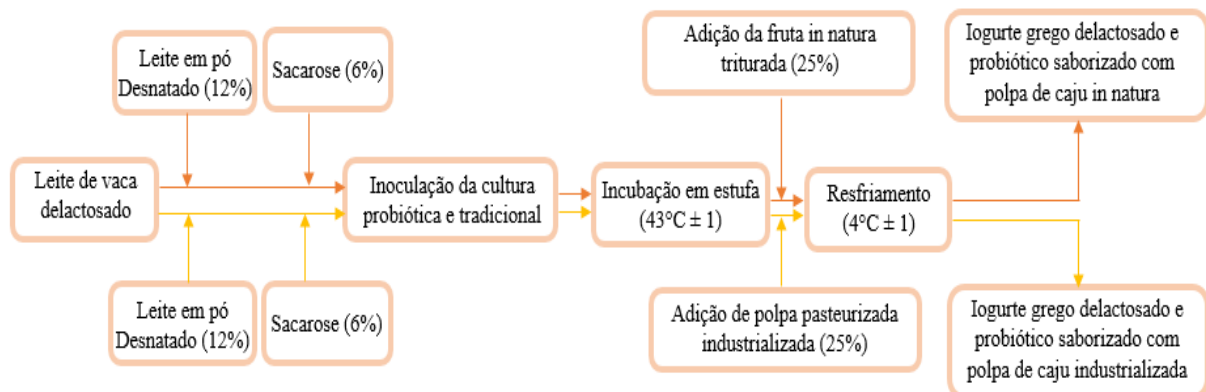 Leite em pó
Desnatado (12%)
Sacarose (6%)
Adição da fruta in natura
triturada (25%)
Iogurte grego delactosado e
probiótico saborizado com
polpa de caju in natura
Leite de vaca
delactosado
Inoculação da cultura
probiótica e tradicional
Incubação em estufa
(43°C ± 1)
Resfriamento
(4°C ± 1)
Leite em pó
Desnatado (12%)
Sacarose (6%)
Adição de polpa pasteurizada
industrializada (25%)
Iogurte grego delactosado e
probiótico saborizado com
polpa de caju industrializada